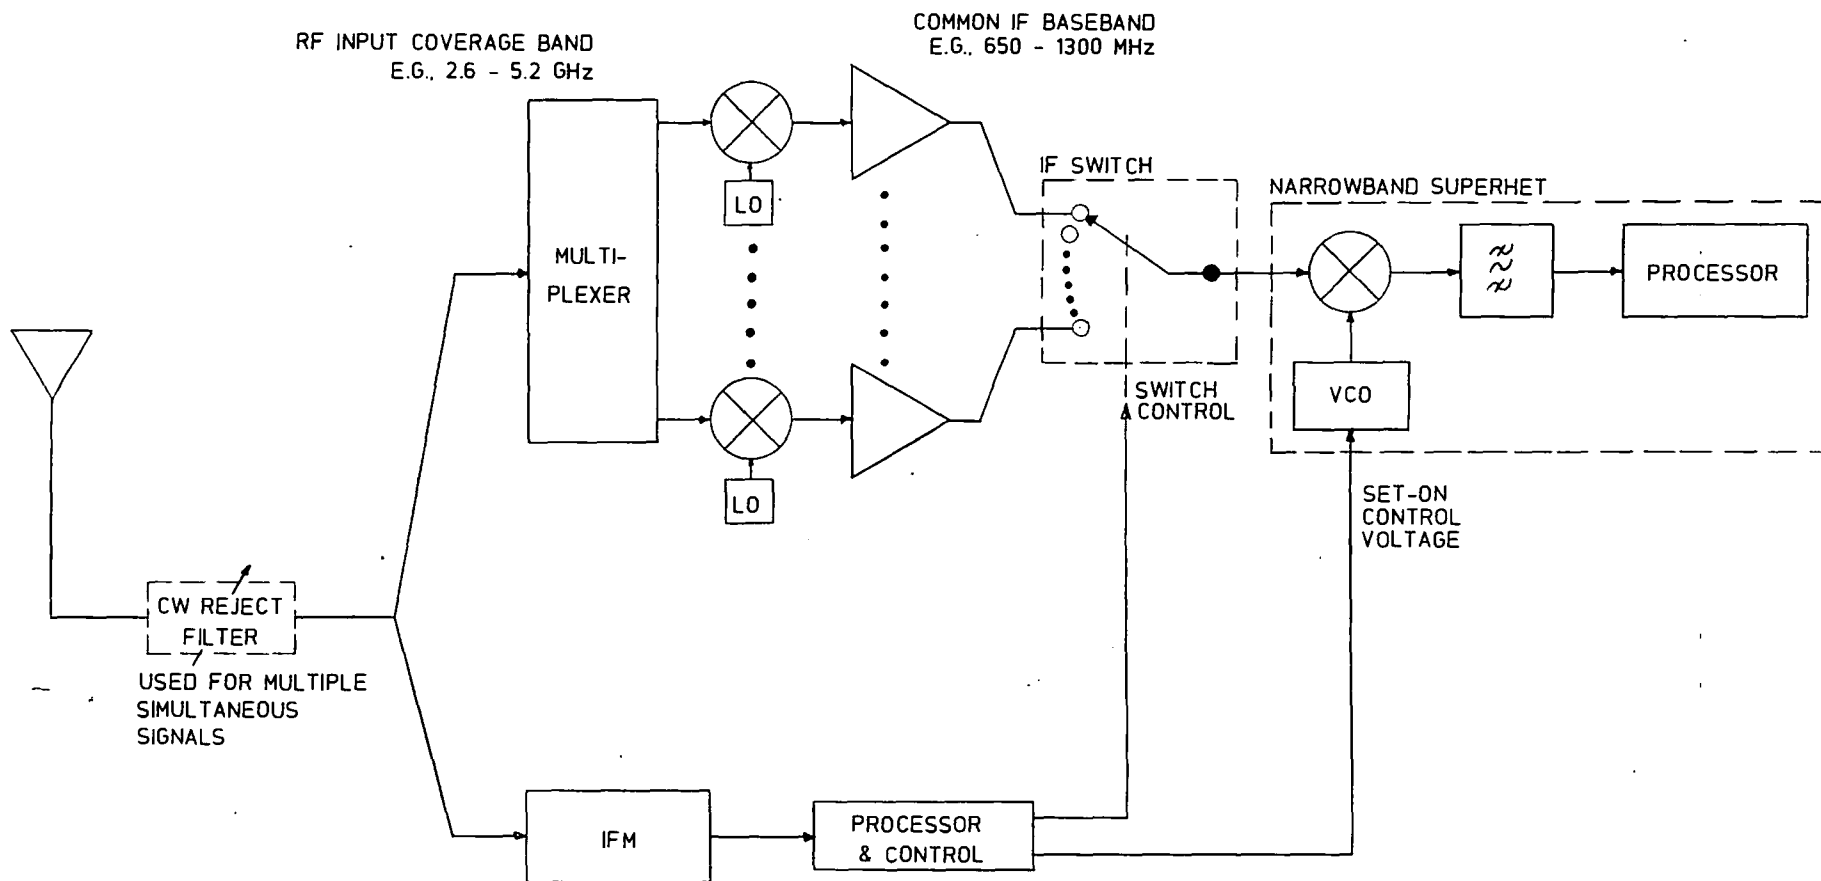 RF INPUT COVERAGE BAND
E.G., 2.6 - 5.2 GHz
COMMON IF BASEBAND
E.G., 650 - 1300 MHz
MULTI-
PLEXER
LO
LO
IF SWITCH
SWITCH
CONTROL
NARROWBAND SUPERHET
PROCESSOR
VCO
SET-ON
CONTROL
VOLTAGE
CW REJECT
FILTER
USED FOR MULTIPLE
SIMULTANEOUS
SIGNALS
IFM
PROCESSOR
& CONTROL